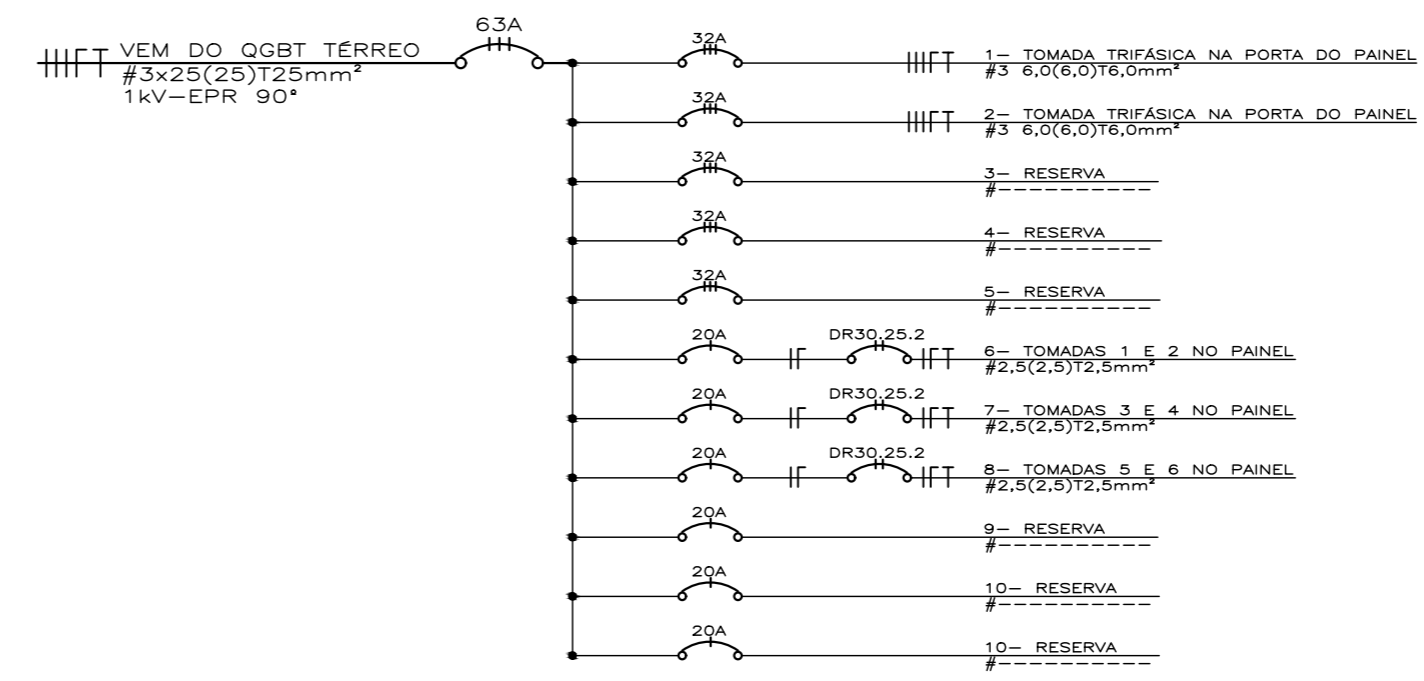 63A
VEM DO QGBT TÉRREO
#3x25(25)T25mm²
1kV-EPR 90°
32A
1- TOMADA TRIFÁSICA NA PORTA DO PAINEL
#3 6,0(6,0)T6,0mm²
32A
2- TOMADA TRIFÁSICA NA PORTA DO PAINEL
#3 6,0(6,0)T6,0mm²
32A
3- RESERVA
#----------
32A
4- RESERVA
#----------
32A
5- RESERVA
#----------
20A
DR30.25.2
6- TOMADAS 1 E 2 NO PAINEL
#2,5(2,5)T2,5mm²
20A
DR30.25.2
7- TOMADAS 3 E 4 NO PAINEL
#2,5(2,5)T2,5mm²
20A
DR30.25.2
8- TOMADAS 5 E 6 NO PAINEL
#2,5(2,5)T2,5mm²
20A
9- RESERVA
#----------
20A
10- RESERVA
#----------
20A
10- RESERVA
#----------